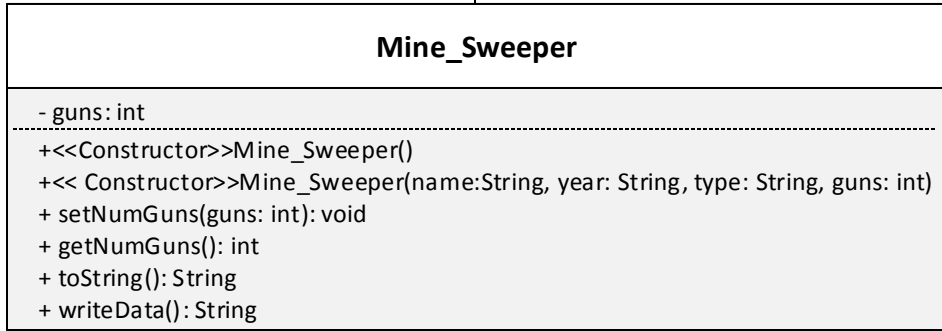 Mine_Sweeper
- guns: int
+<<Constructor>>Mine_Sweeper()
+<< Constructor>>Mine_Sweeper(name:String, year: String, type: String, guns: int)
+ setNumGuns(guns: int): void
+ getNumGuns(): int
+ toString(): String
+ writeData(): String